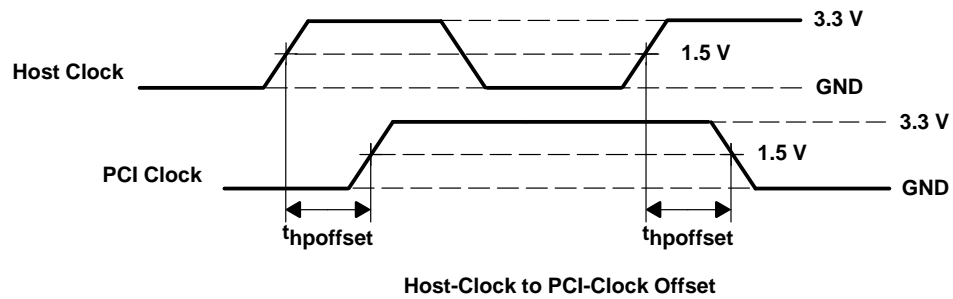 3.3 V
1.5 V
Host Clock
GND
3.3 V
1.5 V
PCI Clock
GND
thpoffset
thpoffset
Host-Clock to PCI-Clock Offset